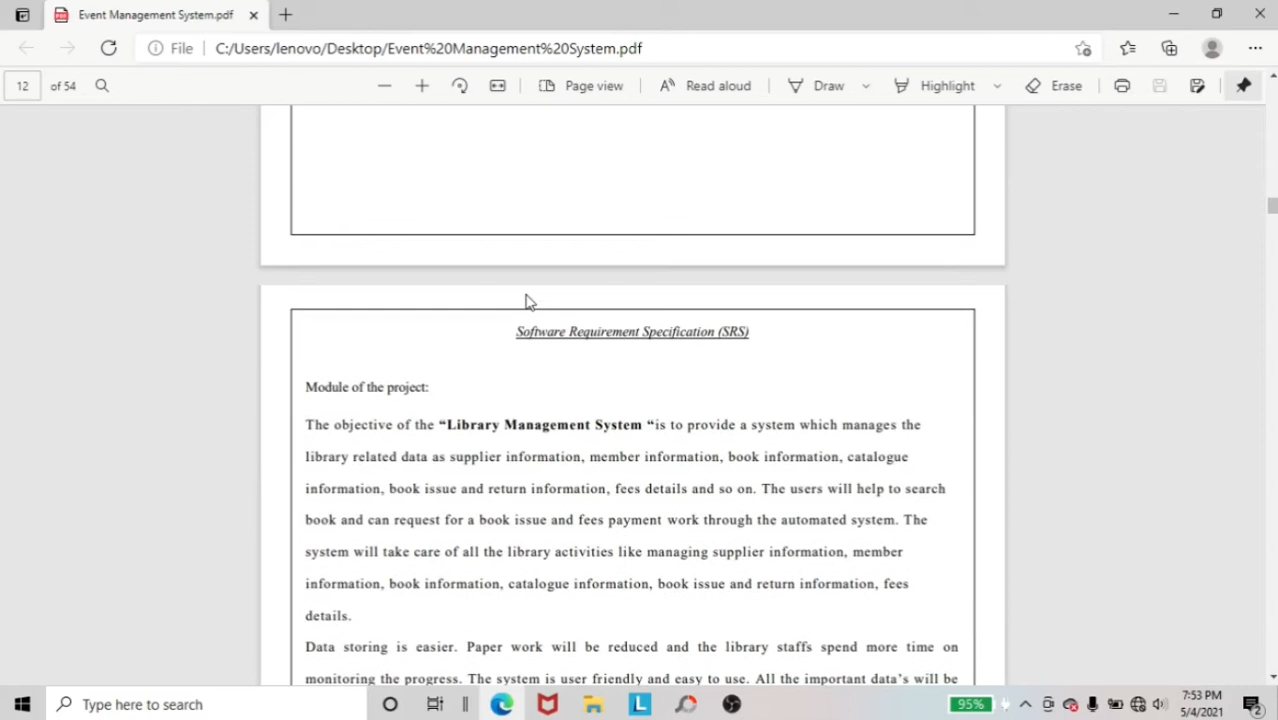 Event Management System.pdf
File
C:/Users/lenovo/Desktop/Event%20Management%20System.pdf
12 of 54
Page view
Read aloud
Draw
Highlight
Erase
Software Requirement Specification (SRS)
Module of the project:
The objective of the “Library Management System “is to provide a system which manages the
library related data as supplier information, member information, book information, catalogue
information, book issue and return information, fees details and so on. The users will help to search
book and can request for a book issue and fees payment work through the automated system. The
system will take care of all the library activities like managing supplier information, member
information, book information, catalogue information, book issue and return information, fees
details.
Data storing is easier. Paper work will be reduced and the library staffs spend more time on
monitoring the progress. The system is user friendly and easy to use. All the important data’s will be
Type here to search
95%
7:53 PM
5/4/2021
2